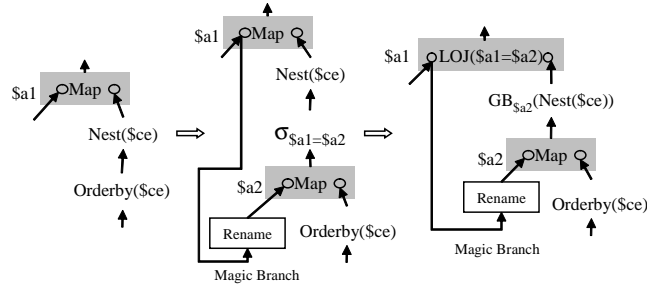 $a1
Map
Nest($ce)
Orderby($ce)
$a1
Map
Nest($ce)
σ$a1=$a2
$a2
Map
Rename
Orderby($ce)
Magic Branch
$a1
LOJ($a1=$a2)
GB$a2(Nest($ce))
$a2
Map
Rename
Orderby($ce)
Magic Branch